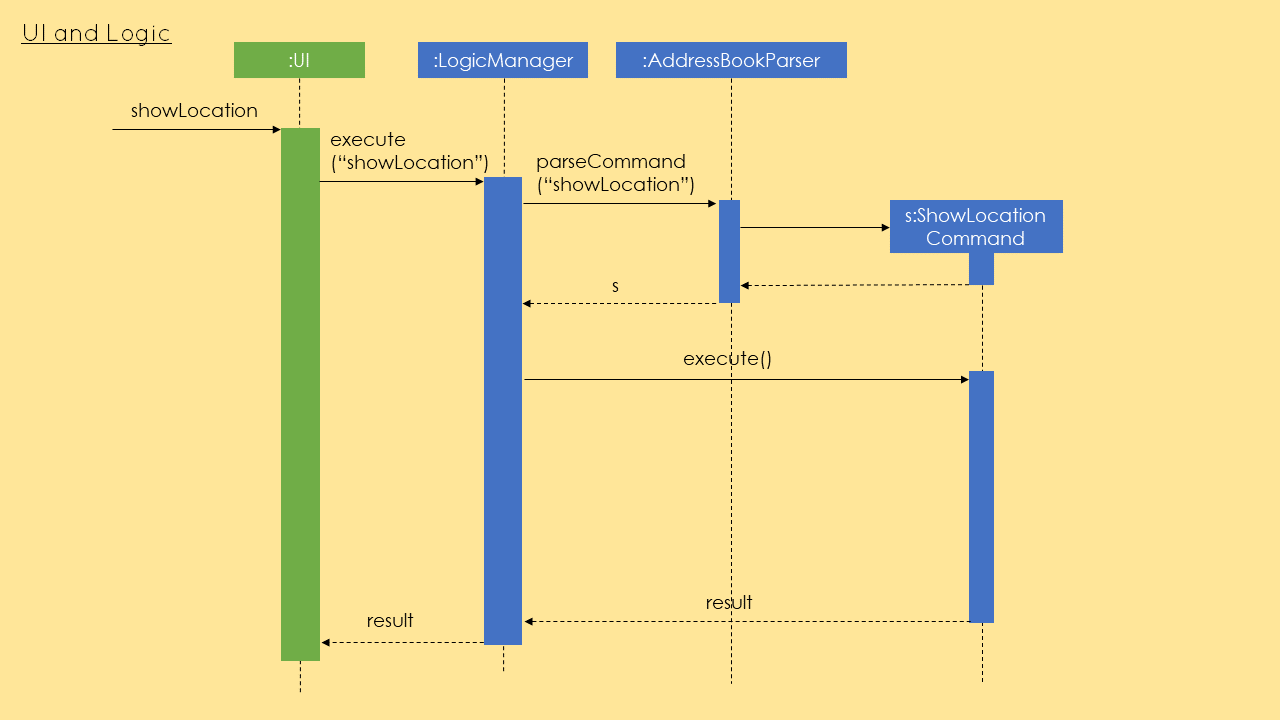 UI and Logic
:UI
:LogicManager
:AddressBookParser
showLocation
execute
(“showLocation”)
parseCommand
(“showLocation”)
s:ShowLocation
Command
s
execute()
result
result